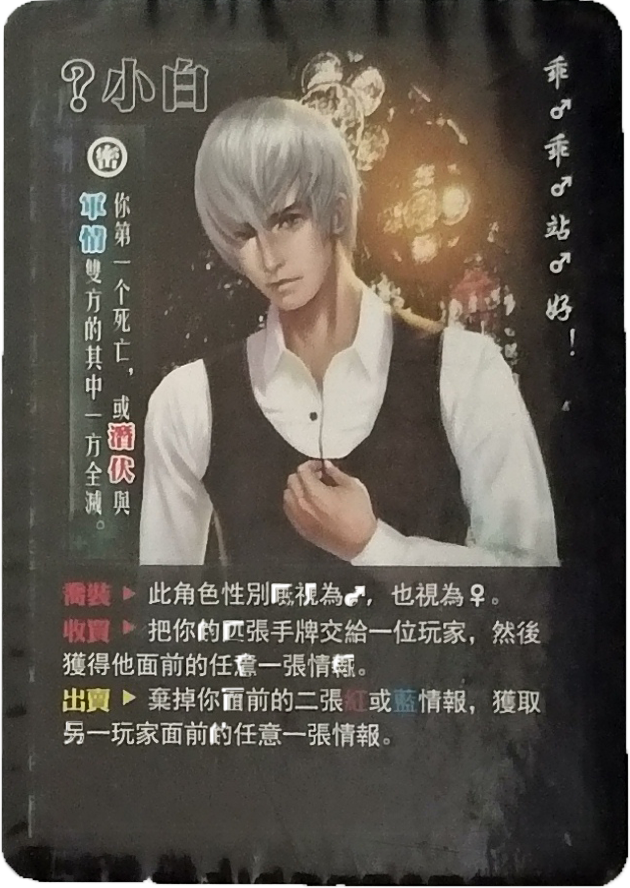 ?小白
乖♂乖♂站♂好!
密
你第一个死亡，或潛伏與
軍情雙方的其中一方全滅。
喬裝▶此角色性別既視為♂，也視為♀。
收買▶把你的四張手牌交給一位玩家，然後
獲得他面前的任意一張情報。
出賣▶棄掉你面前的二張紅或藍情報，獲取
另一玩家面前的任意一張情報。